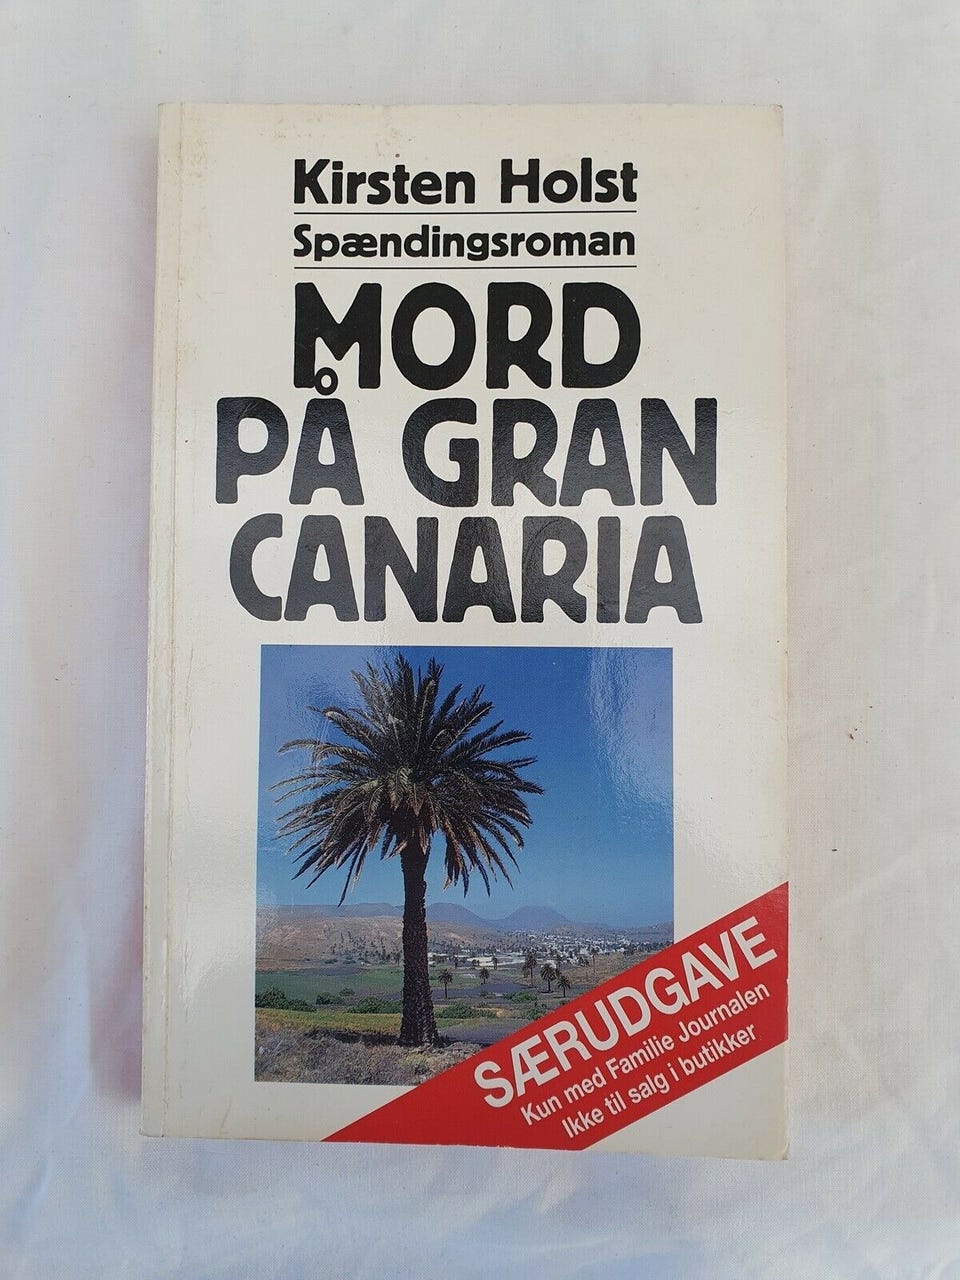 Kirsten Holst
Spændingsroman
MORD
PÅ GRAN
CANARIA
SÆRUDGAVE
Kun med Familie Journalen
Ikke til salg i butikker